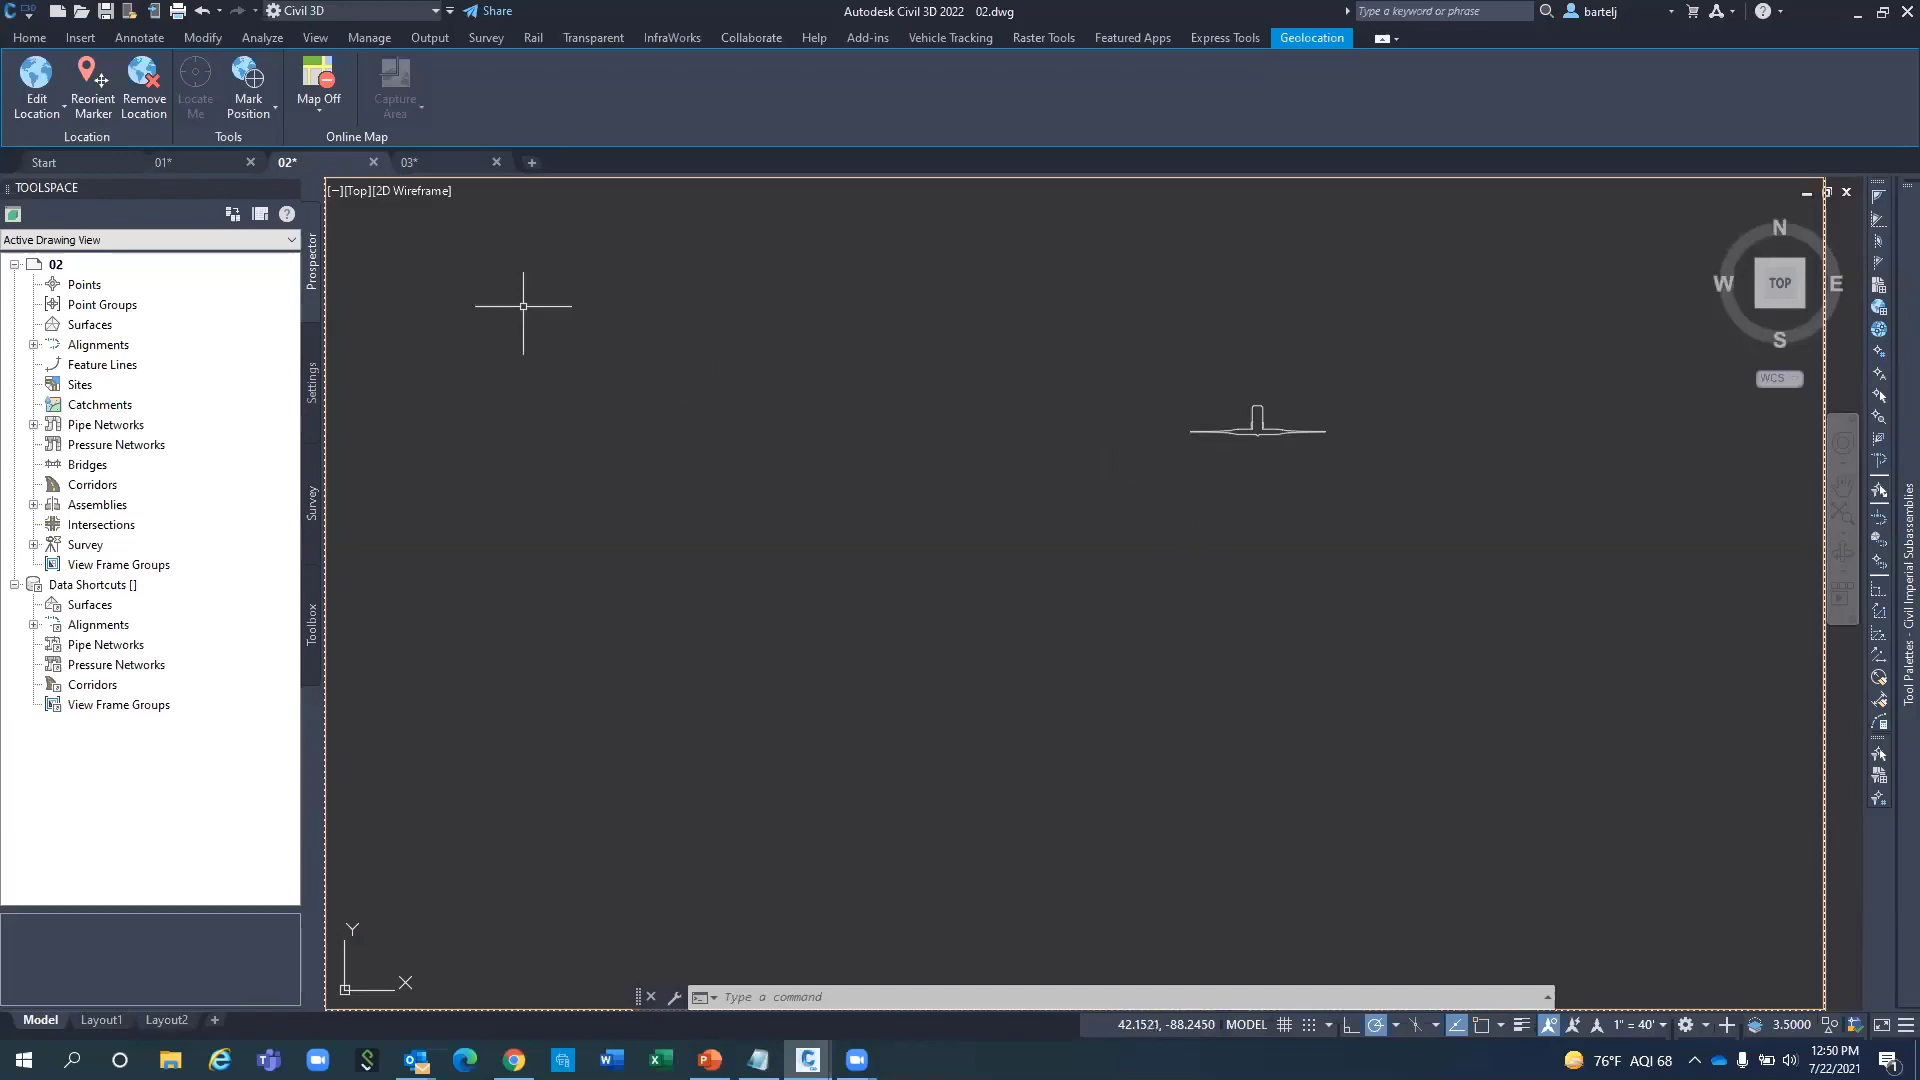 Civil 3D
Share
Autodesk Civil 3D 2022 02.dwg
Type a keyword or phrase
bartelj
Home Insert Annotate Modify Analyze View Manage Output Survey Rail Transparent InfraWorks Collaborate Help Add-ins Vehicle Tracking Raster Tools Featured Apps Express Tools Geolocation
Edit Location
Reorient Marker
Remove Location
Locate Me
Mark Position
Map Off
Capture Area
Location
Tools
Online Map
Start
01*
02*
03*
TOOLSPACE
Active Drawing View
02
Points
Point Groups
Surfaces
Alignments
Feature Lines
Sites
Catchments
Pipe Networks
Pressure Networks
Bridges
Corridors
Assemblies
Intersections
Survey
View Frame Groups
Data Shortcuts []
Surfaces
Alignments
Pipe Networks
Pressure Networks
Corridors
View Frame Groups
Prospector
Settings
Survey
Toolbox
[−][Top][2D Wireframe]
N
W
TOP
E
S
WCS
Tool Palettes - Civil Imperial Subassemblies
Y
X
Type a command
Model
Layout1
Layout2
42.1521, -88.2450
MODEL
1" = 40'
3.5000
76°F AQI 68
12:50 PM
7/22/2021